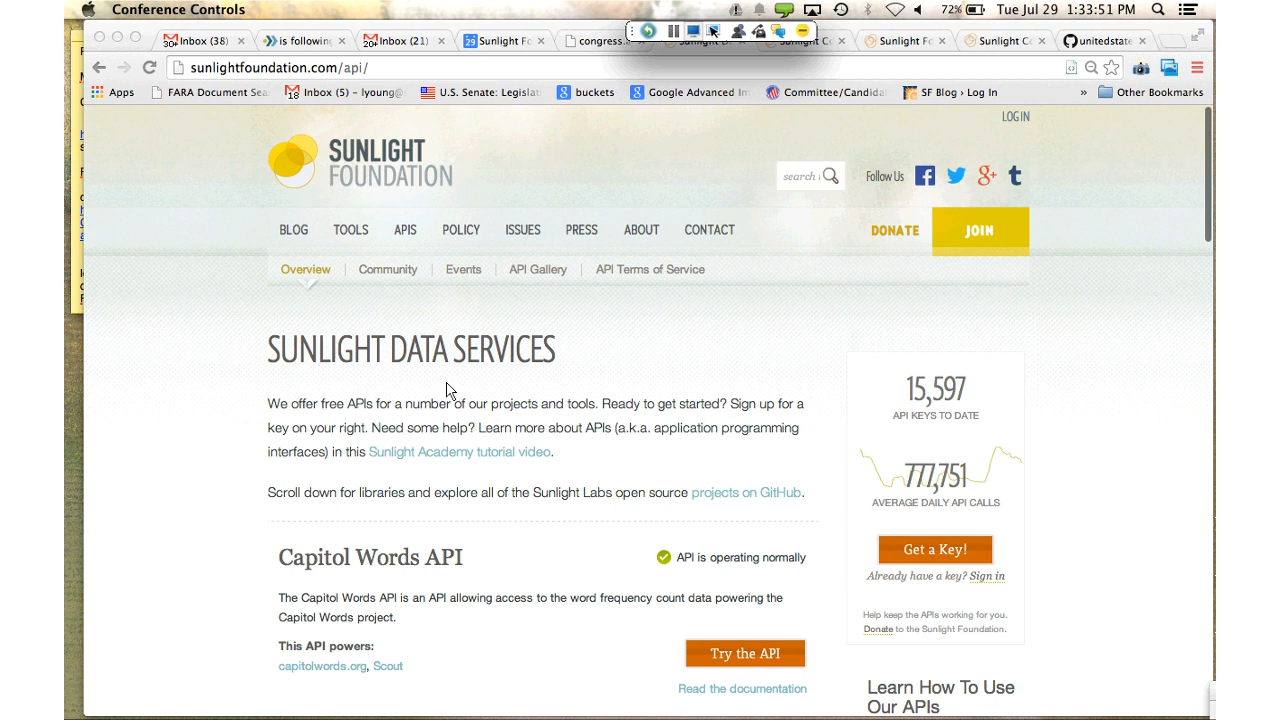 Conference Controls
72% Tue Jul 29 1:33:51 PM
Inbox (38) is following Inbox (21) Sunlight Fo congress. Sunlight Fo Sunlight Co unitedstate
sunlightfoundation.com/api/
Apps FARA Document Sea Inbox (5) – lyoung@ U.S. Senate: Legislat buckets Google Advanced Im Committee/Candida SF Blog › Log In » Other Bookmarks
LOG IN
SUNLIGHT
FOUNDATION
search Follow Us
BLOG TOOLS APIS POLICY ISSUES PRESS ABOUT CONTACT DONATE JOIN
Overview Community Events API Gallery API Terms of Service
SUNLIGHT DATA SERVICES
We offer free APIs for a number of our projects and tools. Ready to get started? Sign up for a
key on your right. Need some help? Learn more about APIs (a.k.a. application programming
interfaces) in this Sunlight Academy tutorial video.
Scroll down for libraries and explore all of the Sunlight Labs open source projects on GitHub.
Capitol Words API
API is operating normally
The Capitol Words API is an API allowing access to the word frequency count data powering the
Capitol Words project.
This API powers:
capitolwords.org, Scout
Try the API
Read the documentation
15,597
API KEYS TO DATE
777,751
AVERAGE DAILY API CALLS
Get a Key!
Already have a key? Sign in
Help keep the APIs working for you.
Donate to the Sunlight Foundation.
Learn How To Use
Our APIs